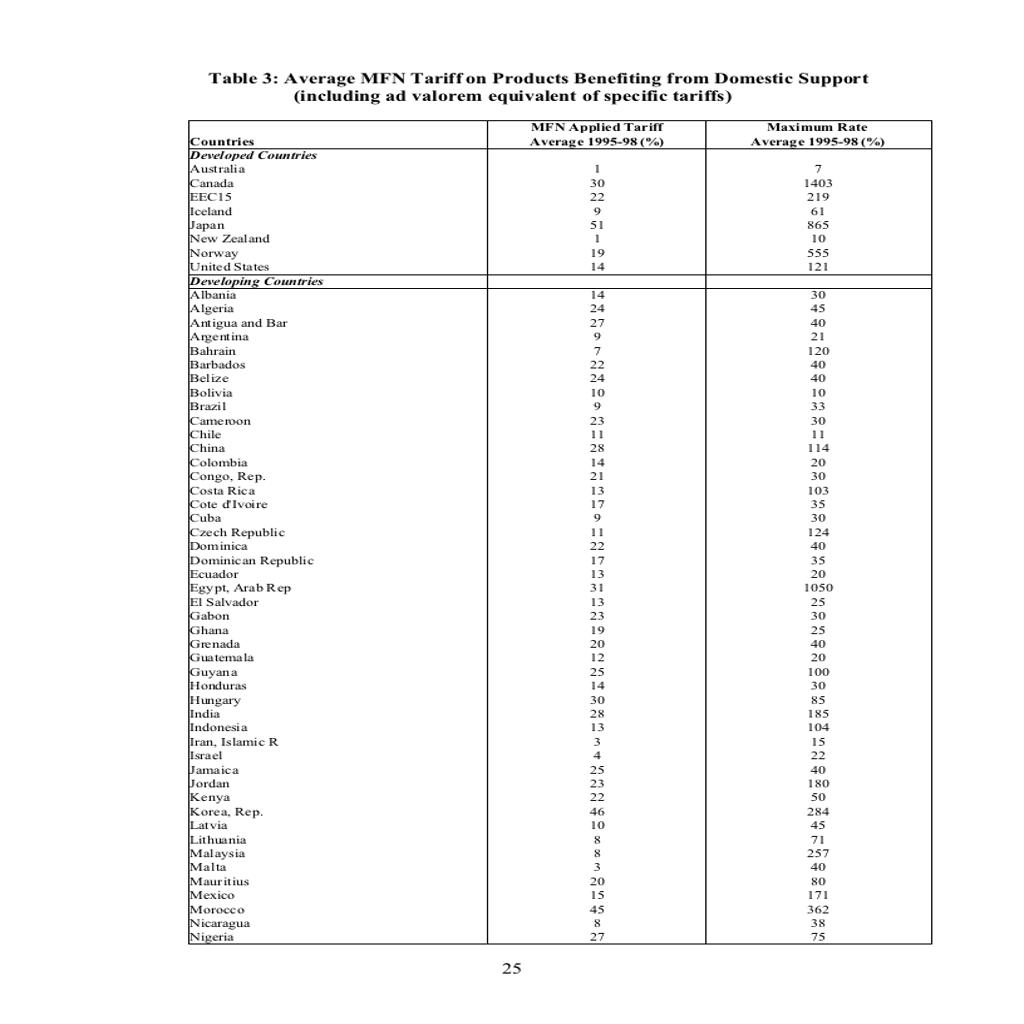 Table 3: Average MFN Tariff on Products Benefiting from Domestic Support
(including ad valorem equivalent of specific tariffs)
Countries MFN Applied Tariff Average 1995-98 (%) Maximum Rate Average 1995-98 (%)
Developed Countries
Australia 1 7
Canada 30 1403
EEC15 22 219
Iceland 9 61
Japan 51 865
New Zealand 1 10
Norway 19 555
United States 14 121
Developing Countries
Albania 14 30
Algeria 24 45
Antigua and Bar 27 40
Argentina 9 21
Bahrain 7 120
Barbados 22 40
Belize 24 40
Bolivia 10 10
Brazil 9 33
Cameroon 23 30
Chile 11 11
China 28 114
Colombia 14 20
Congo, Rep. 21 30
Costa Rica 13 103
Cote d'Ivoire 17 35
Cuba 9 30
Czech Republic 11 124
Dominica 22 40
Dominican Republic 17 35
Ecuador 13 20
Egypt, Arab Rep 31 1050
El Salvador 13 25
Gabon 23 30
Ghana 19 25
Grenada 20 40
Guatemala 12 20
Guyana 25 100
Honduras 14 30
Hungary 30 85
India 28 185
Indonesia 13 104
Iran, Islamic R 3 15
Israel 4 22
Jamaica 25 40
Jordan 23 180
Kenya 22 50
Korea, Rep. 46 284
Latvia 10 45
Lithuania 8 71
Malaysia 8 257
Malta 3 40
Mauritius 20 80
Mexico 15 171
Morocco 45 362
Nicaragua 8 38
Nigeria 27 75
25